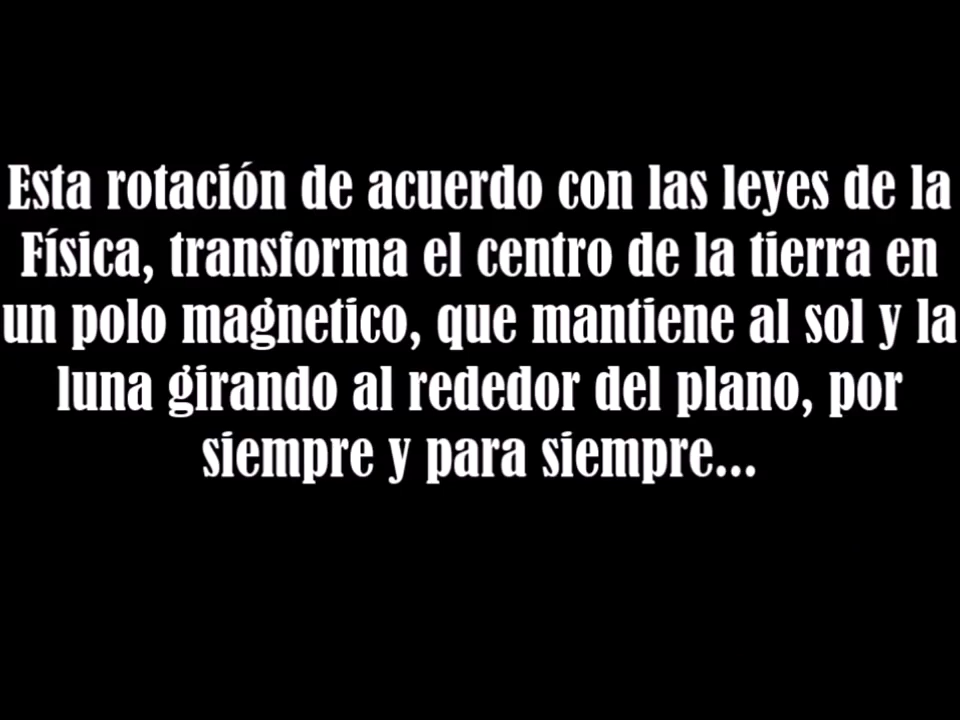 Esta rotación de acuerdo con las leyes de la
Física, transforma el centro de la tierra en
un polo magnetico, que mantiene al sol y la
luna girando al rededor del plano, por
siempre y para siempre...